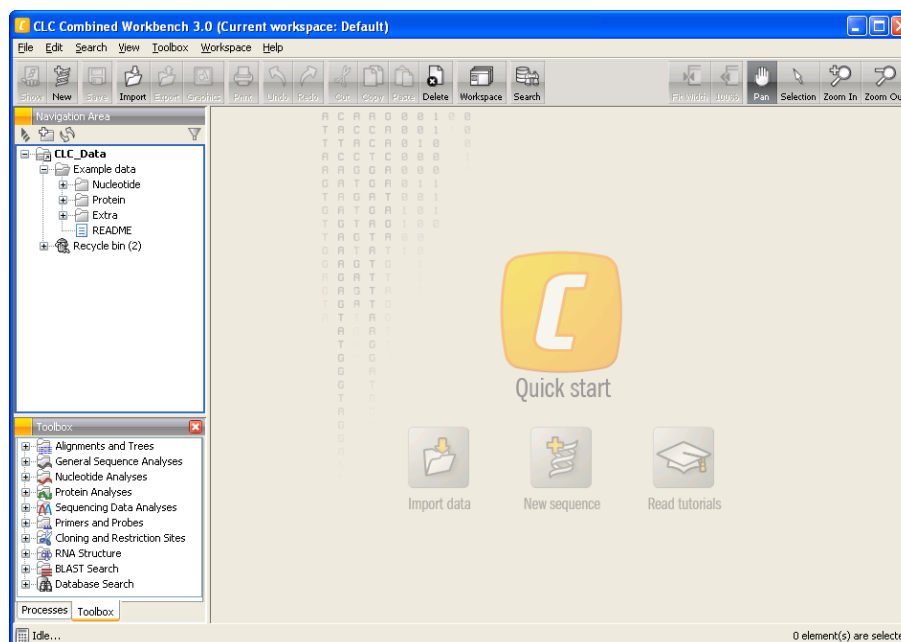 CLC Combined Workbench 3.0 (Current workspace: Default)
File Edit Search View Toolbox Workspace Help
Show New Save Import Export Graphics Print Undo Redo Cut Copy Paste Delete Workspace Search Fit Width 100% Pan Selection Zoom In Zoom Ou
Navigation Area
CLC_Data
Example data
Nucleotide
Protein
Extra
README
Recycle bin (2)
Quick start
Import data New sequence Read tutorials
Toolbox
Alignments and Trees
General Sequence Analyses
Nucleotide Analyses
Protein Analyses
Sequencing Data Analyses
Primers and Probes
Cloning and Restriction Sites
RNA Structure
BLAST Search
Database Search
Processes Toolbox
Idle... 0 element(s) are selecte